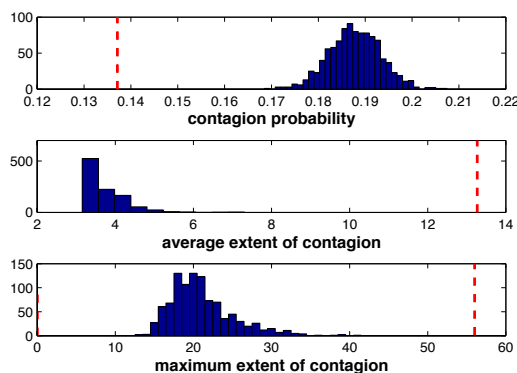 100
50
0
0.12 0.13 0.14 0.15 0.16 0.17 0.18 0.19 0.2 0.21 0.22
contagion probability
500
0
2 4 6 8 10 12 14
average extent of contagion
150
100
50
0
0 10 20 30 40 50 60
maximum extent of contagion